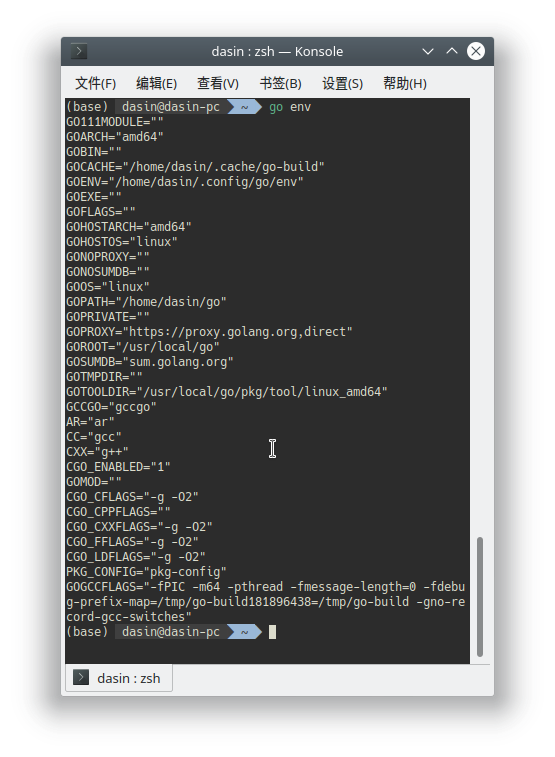 dasin : zsh — Konsole
文件(F) 编辑(E) 查看(V) 书签(B) 设置(S) 帮助(H)
(base) dasin@dasin-pc ~ go env
GO111MODULE=""
GOARCH="amd64"
GOBIN=""
GOCACHE="/home/dasin/.cache/go-build"
GOENV="/home/dasin/.config/go/env"
GOEXE=""
GOFLAGS=""
GOHOSTARCH="amd64"
GOHOSTOS="linux"
GONOPROXY=""
GONOSUMDB=""
GOOS="linux"
GOPATH="/home/dasin/go"
GOPRIVATE=""
GOPROXY="https://proxy.golang.org,direct"
GOROOT="/usr/local/go"
GOSUMDB="sum.golang.org"
GOTMPDIR=""
GOTOOLDIR="/usr/local/go/pkg/tool/linux_amd64"
GCCGO="gccgo"
AR="ar"
CC="gcc"
CXX="g++"
CGO_ENABLED="1"
GOMOD=""
CGO_CFLAGS="-g -O2"
CGO_CPPFLAGS=""
CGO_CXXFLAGS="-g -O2"
CGO_FFLAGS="-g -O2"
CGO_LDFLAGS="-g -O2"
PKG_CONFIG="pkg-config"
GOGCCFLAGS="-fPIC -m64 -pthread -fmessage-length=0 -fdebu
g-prefix-map=/tmp/go-build181896438=/tmp/go-build -gno-re
cord-gcc-switches"
(base) dasin@dasin-pc ~
dasin : zsh